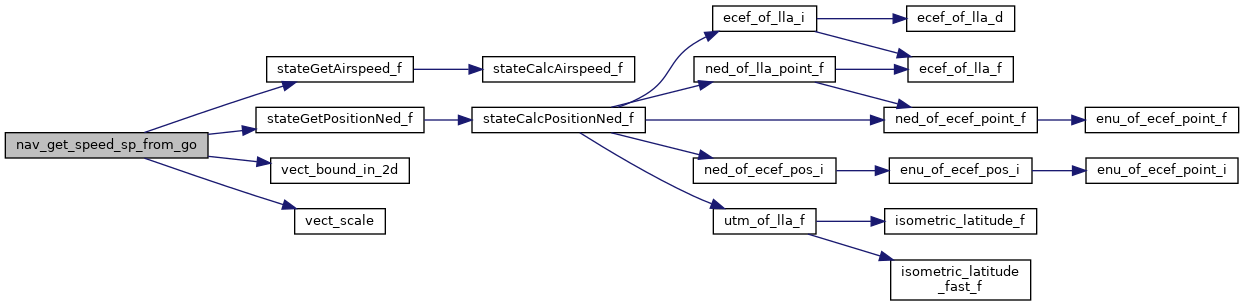 nav_get_speed_sp_from_go
stateGetAirspeed_f
stateCalcAirspeed_f
stateGetPositionNed_f
stateCalcPositionNed_f
ecef_of_lla_i
ecef_of_lla_d
ecef_of_lla_f
ned_of_lla_point_f
ned_of_ecef_point_f
enu_of_ecef_point_f
ned_of_ecef_pos_i
enu_of_ecef_pos_i
enu_of_ecef_point_i
utm_of_lla_f
isometric_latitude_f
isometric_latitude
_fast_f
vect_bound_in_2d
vect_scale